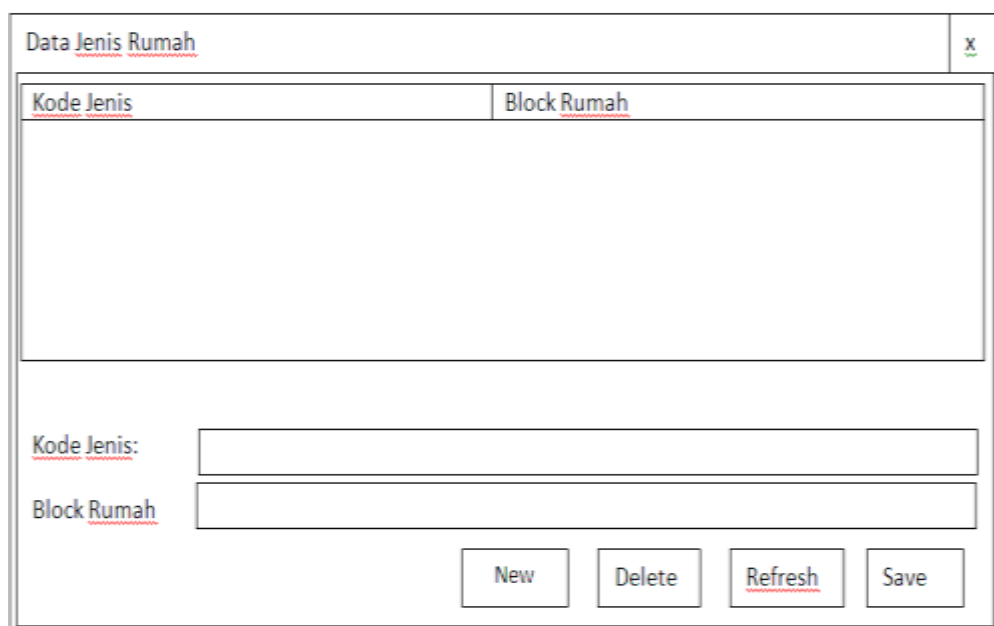 Data Jenis Rumah x
Kode Jenis Block Rumah
Kode Jenis:
Block Rumah
New Delete Refresh Save